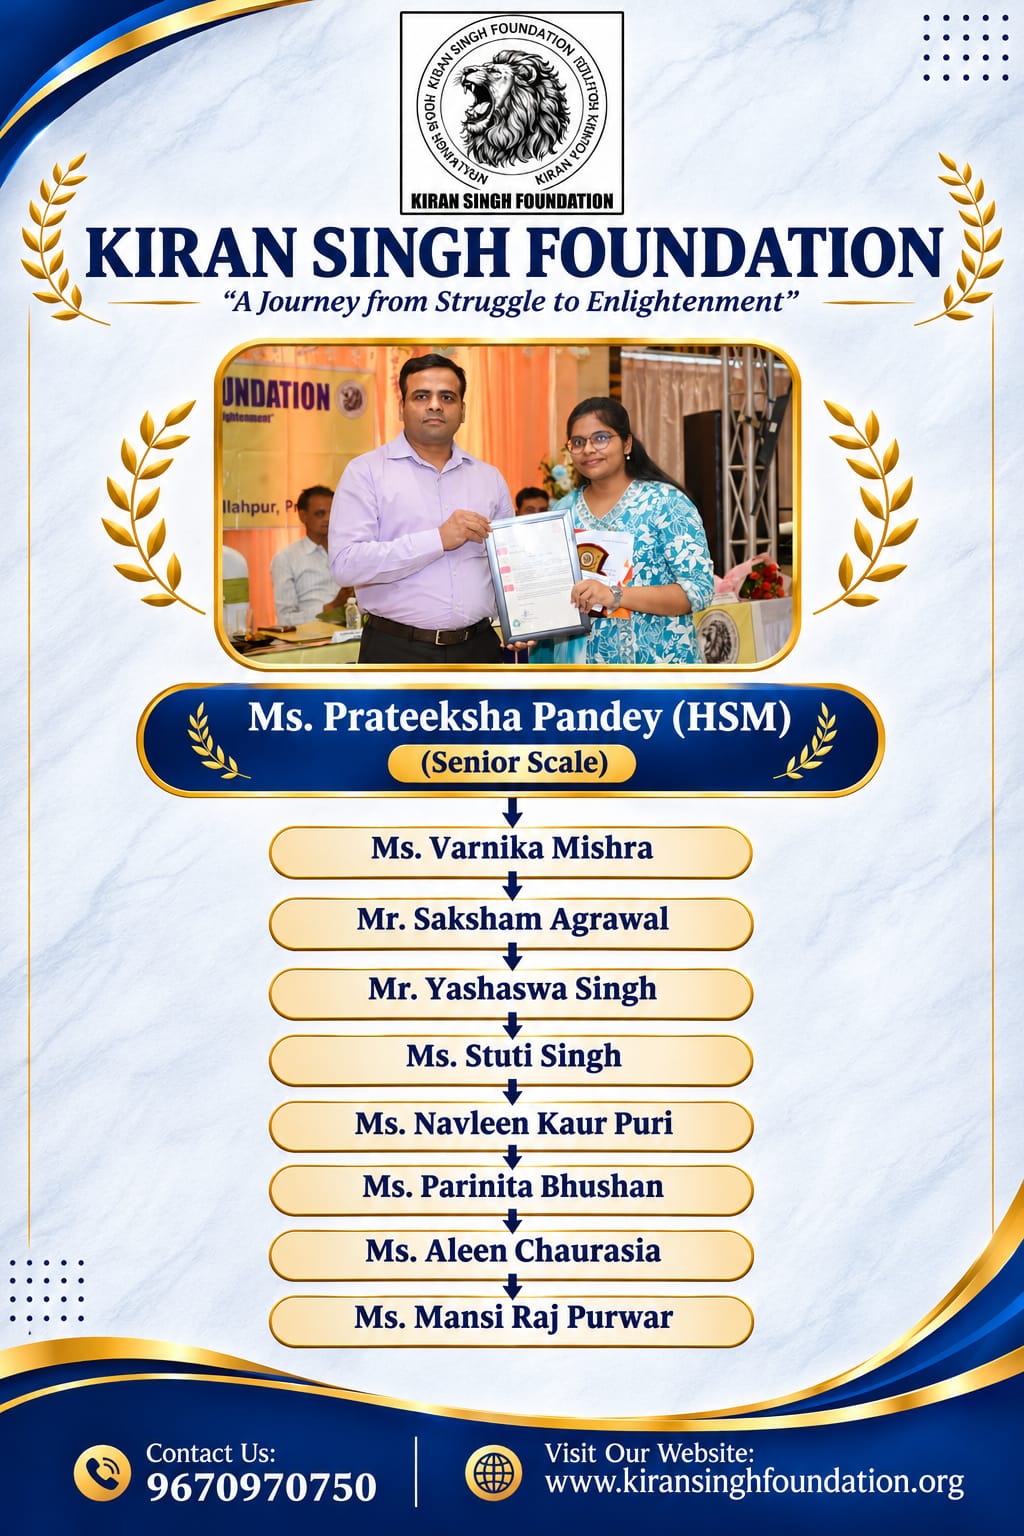 KIRAN SINGH FOUNDATION
KIRAN SINGH FOUNDATION
KIRAN SINGH FOUNDATION
“A Journey from Struggle to Enlightenment”
UNDATION
llahpur, Pr
Ms. Prateeksha Pandey (HSM)
(Senior Scale)
Ms. Varnika Mishra
Mr. Saksham Agrawal
Mr. Yashaswa Singh
Ms. Stuti Singh
Ms. Navleen Kaur Puri
Ms. Parinita Bhushan
Ms. Aleen Chaurasia
Ms. Mansi Raj Purwar
Contact Us:
9670970750
Visit Our Website:
www.kiransinghfoundation.org